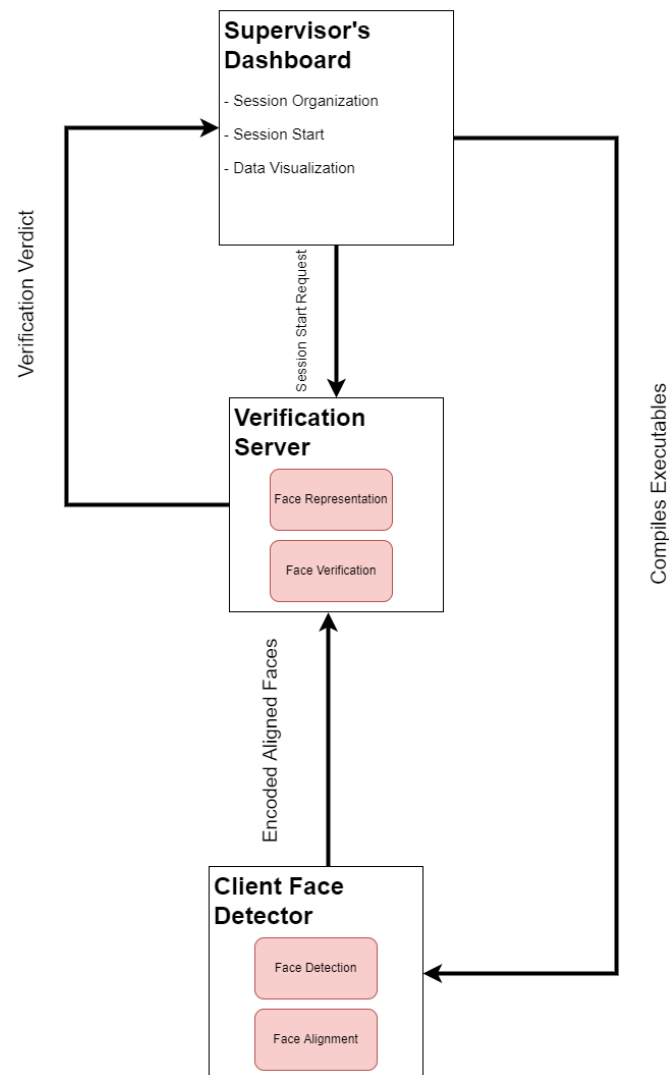 Supervisor's
Dashboard
- Session Organization
- Session Start
- Data Visualization
Verification Verdict
Session Start Request
Compiles Executables
Verification
Server
Face Representation
Face Verification
Encoded Aligned Faces
Client Face
Detector
Face Detection
Face Alignment